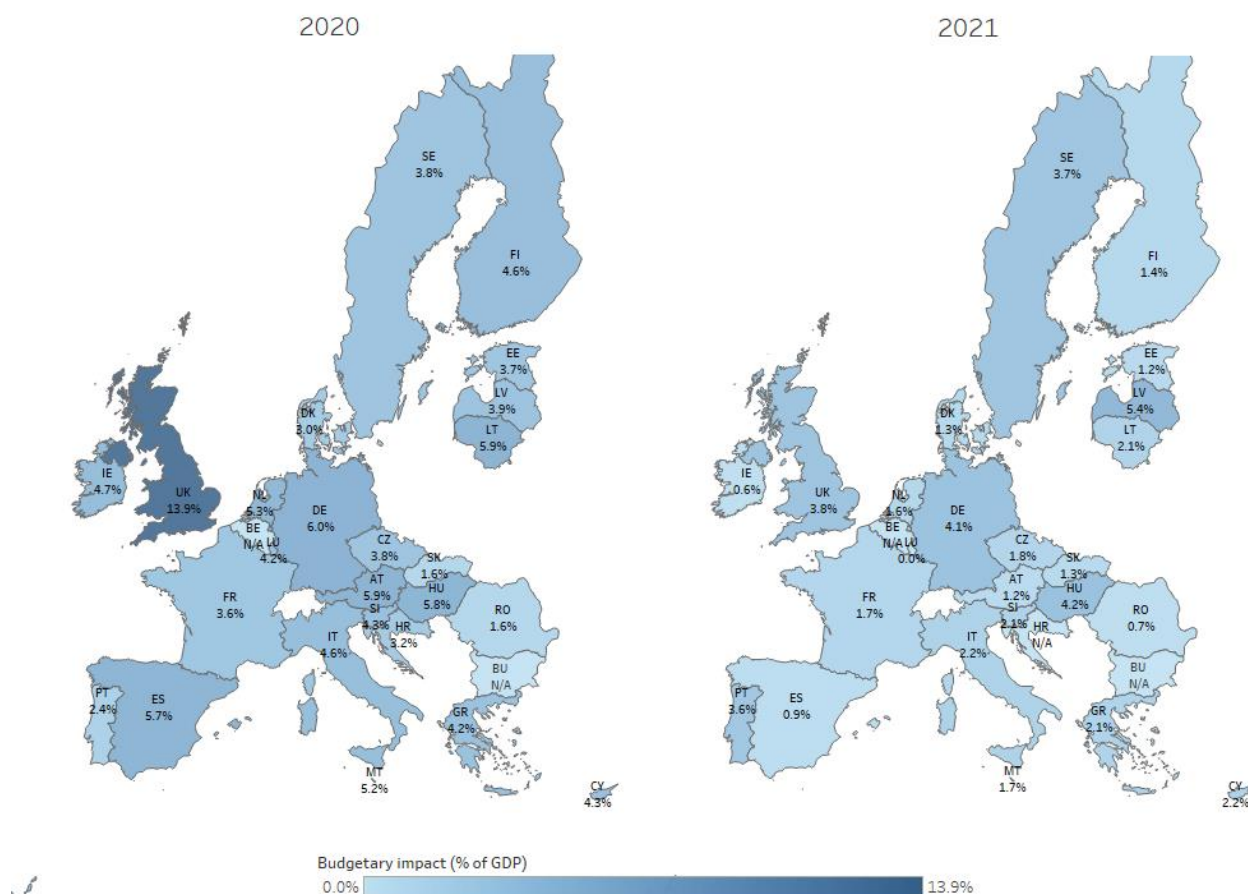 2020
2021
SE
3.8%
FI
4.6%
EE
3.7%
LV
3.9%
LT
5.9%
DK
3.0%
IE
4.7%
UK
13.9%
NL
5.3%
BE
N/A
LU
4.2%
DE
6.0%
CZ
3.8%
SK
1.6%
AT
5.9%
HU
5.8%
SI
4.3%
HR
3.2%
FR
3.6%
IT
4.6%
RO
1.6%
BU
N/A
PT
2.4%
ES
5.7%
GR
4.2%
MT
5.2%
CY
4.3%
SE
3.7%
FI
1.4%
EE
1.2%
LV
5.4%
LT
2.1%
DK
1.3%
IE
0.6%
UK
3.8%
NL
1.6%
BE
N/A
LU
0.0%
DE
4.1%
CZ
1.8%
SK
1.3%
AT
1.2%
HU
4.2%
SI
2.1%
HR
N/A
FR
1.7%
IT
2.2%
RO
0.7%
BU
N/A
PT
3.6%
ES
0.9%
GR
2.1%
MT
1.7%
CY
2.2%
Budgetary impact (% of GDP)
0.0%
13.9%